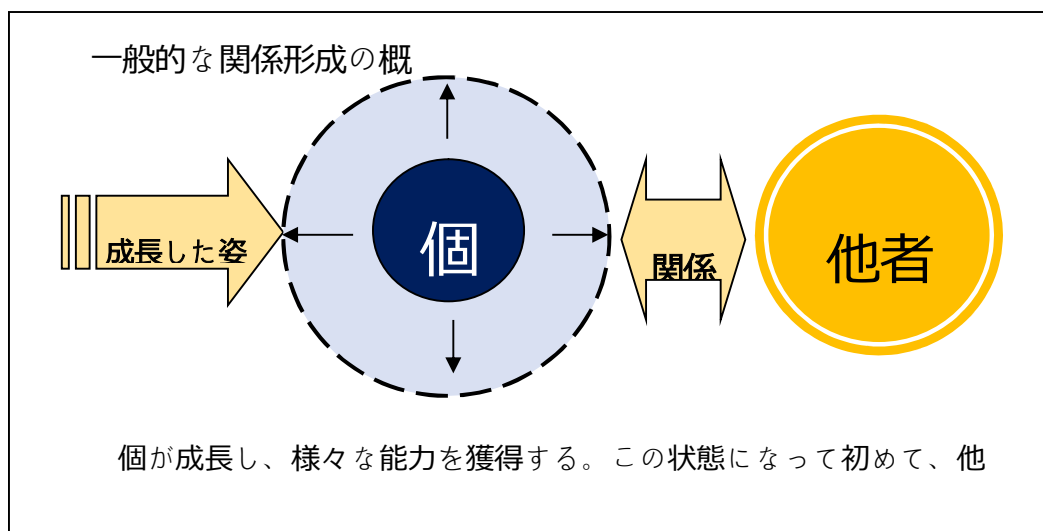 一般的な関係形成の概
成長した姿
個
関係
他者
個が成長し、様々な能力を獲得する。この状態になって初めて、他